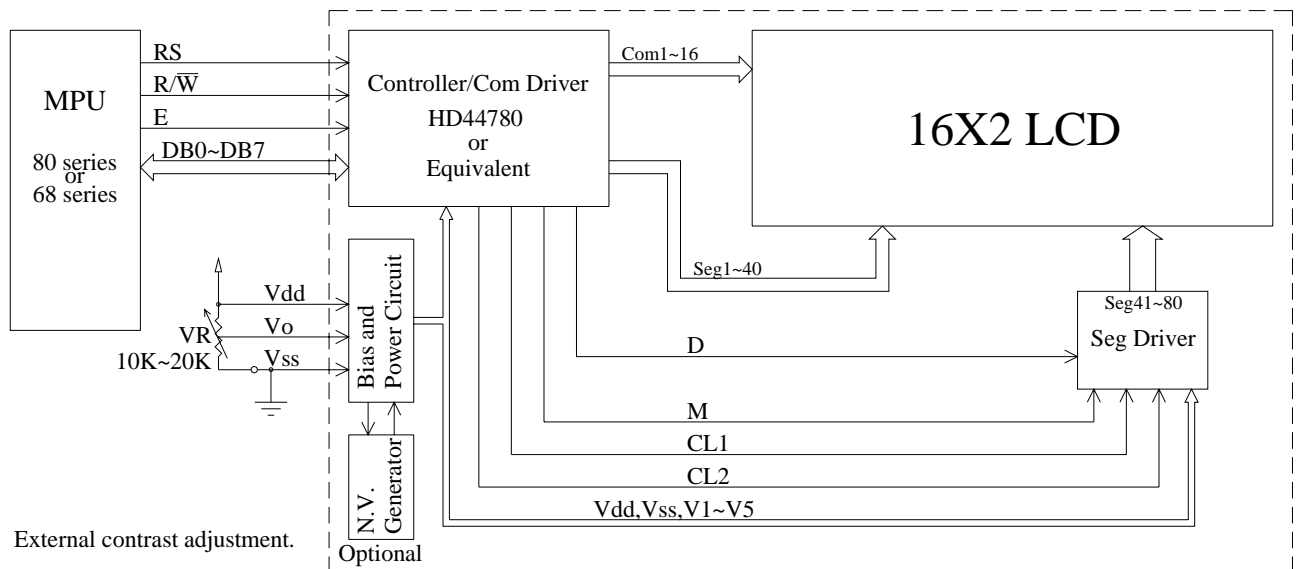 MPU
80 series
or
68 series
RS
R/W̅
E
DB0~DB7
Controller/Com Driver
HD44780
or
Equivalent
Com1~16
16X2 LCD
Seg1~40
Seg41~80
Seg Driver
Vdd
Vo
Vss
VR
10K~20K
Bias and
Power Circuit
N.V.
Generator
Optional
D
M
CL1
CL2
Vdd,Vss,V1~V5
External contrast adjustment.